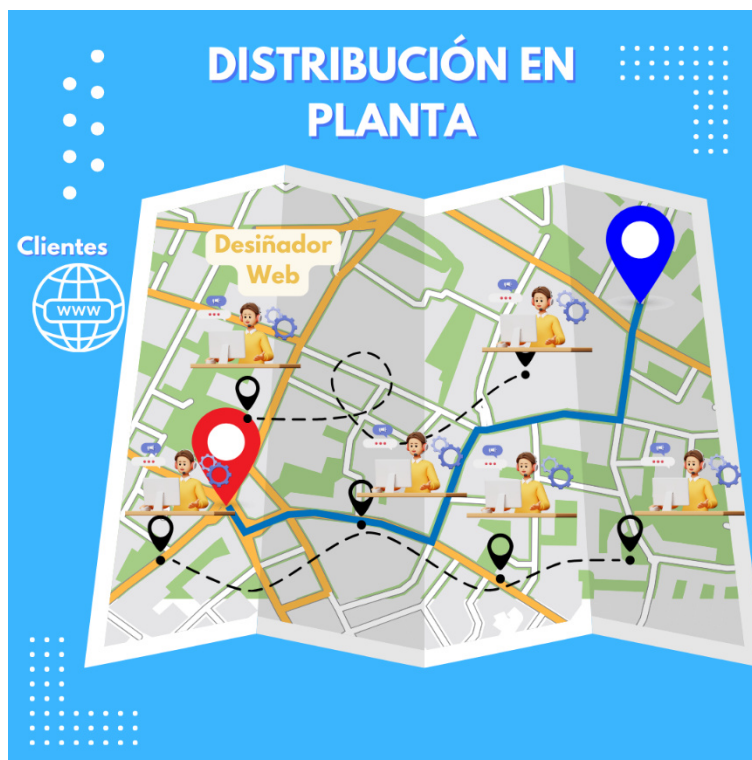 DISTRIBUCIÓN EN
PLANTA
Clientes
WWW
Desiñador
Web